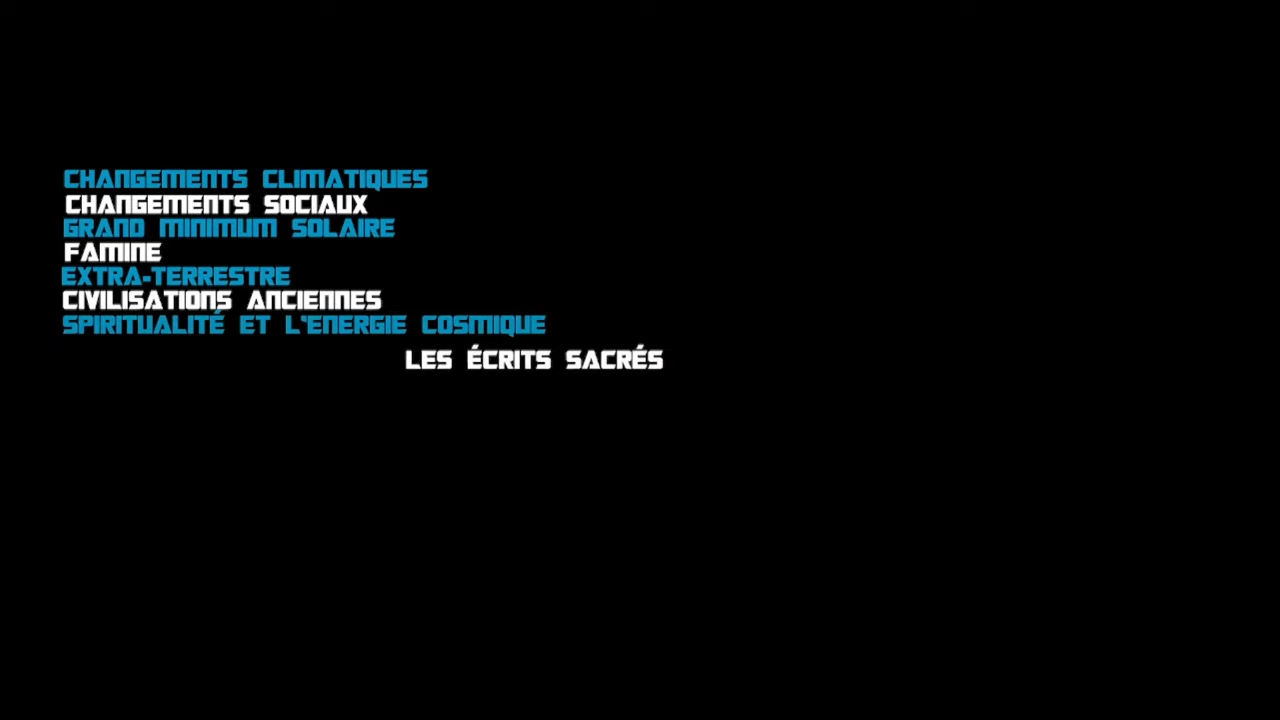 CHANGEMENTS CLIMATIQUES
CHANGEMENTS SOCIAUX
GRAND MINIMUM SOLAIRE
FAMINE
EXTRA-TERRESTRE
CIVILISATIONS ANCIENNES
SPIRITUALITÉ ET L'ENERGIE COSMIQUE
LES ÉCRITS SACRÉS